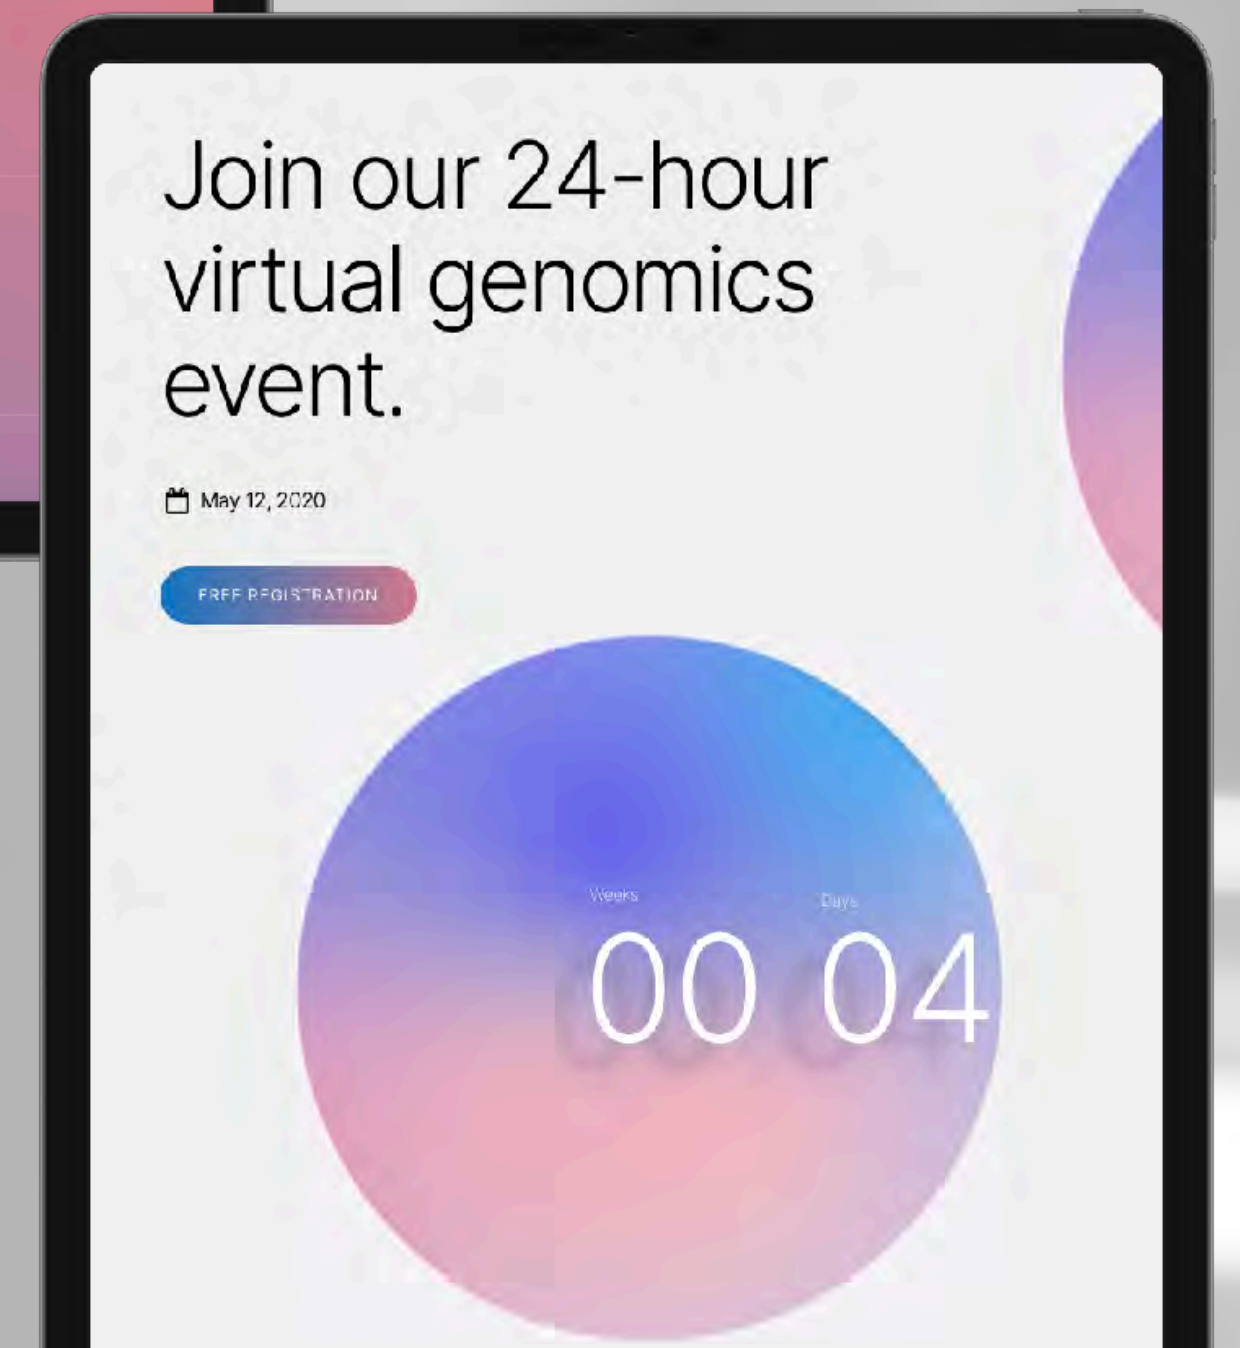 Join our 24-hour
virtual genomics
event.
May 12, 2020
FREE REGISTRATION
Weeks Days
00 04